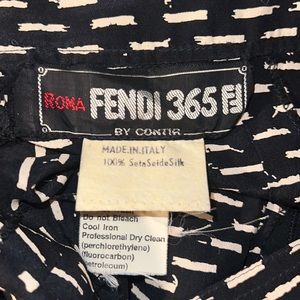 ROMA FENDI 365
BY CONTIR
MADE.IN.ITALY
100% SetaSeideSilk
Do not Bleach
Cool Iron
Professional Dry Clean
(perchlorethylene)
(fluorocarbon)
(petroleum)